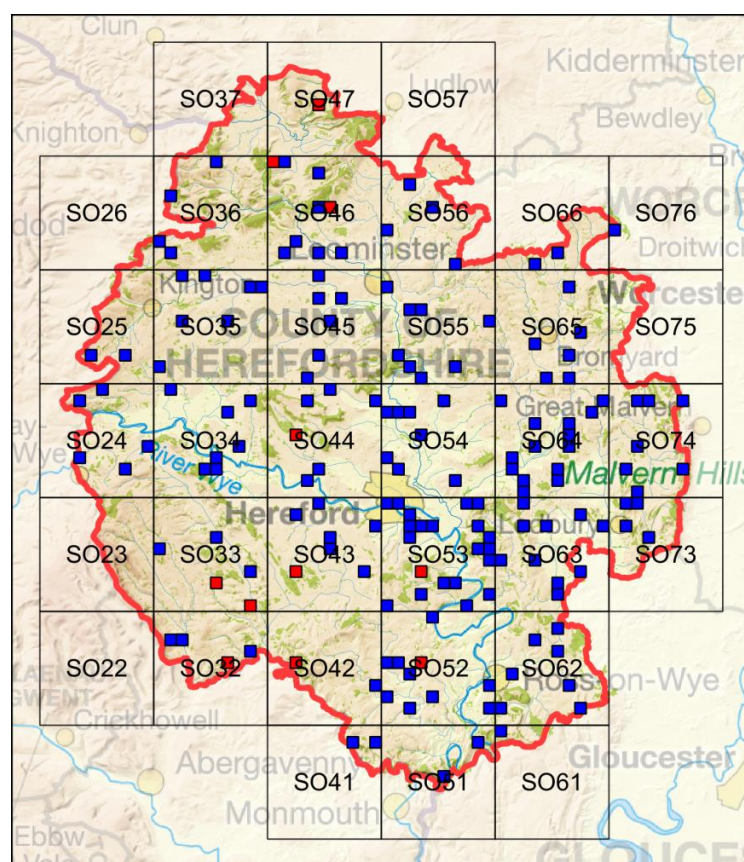 Clun
Kidderminster
SO37 SO47 SO57
Ludlow
Bewdley
Knighton
SO26 SO36 SO46 SO56 SO66 SO76
Droitwich
Leominster
Kington
Worcester
SO25 SO35 SO45 SO55 SO65 SO75
COUNTY OF
HEREFORDSHIRE
Bromyard
Great Malvern
SO24 SO34 SO44 SO54 SO64 SO74
River Wye
Malvern Hills
Hereford
Ledbury
SO23 SO33 SO43 SO53 SO63 SO73
SO22 SO32 SO42 SO52 SO62
Ross-on-Wye
Crickhowell
Gloucester
Abergavenny
SO41 SO51 SO61
Monmouth
Ebbw